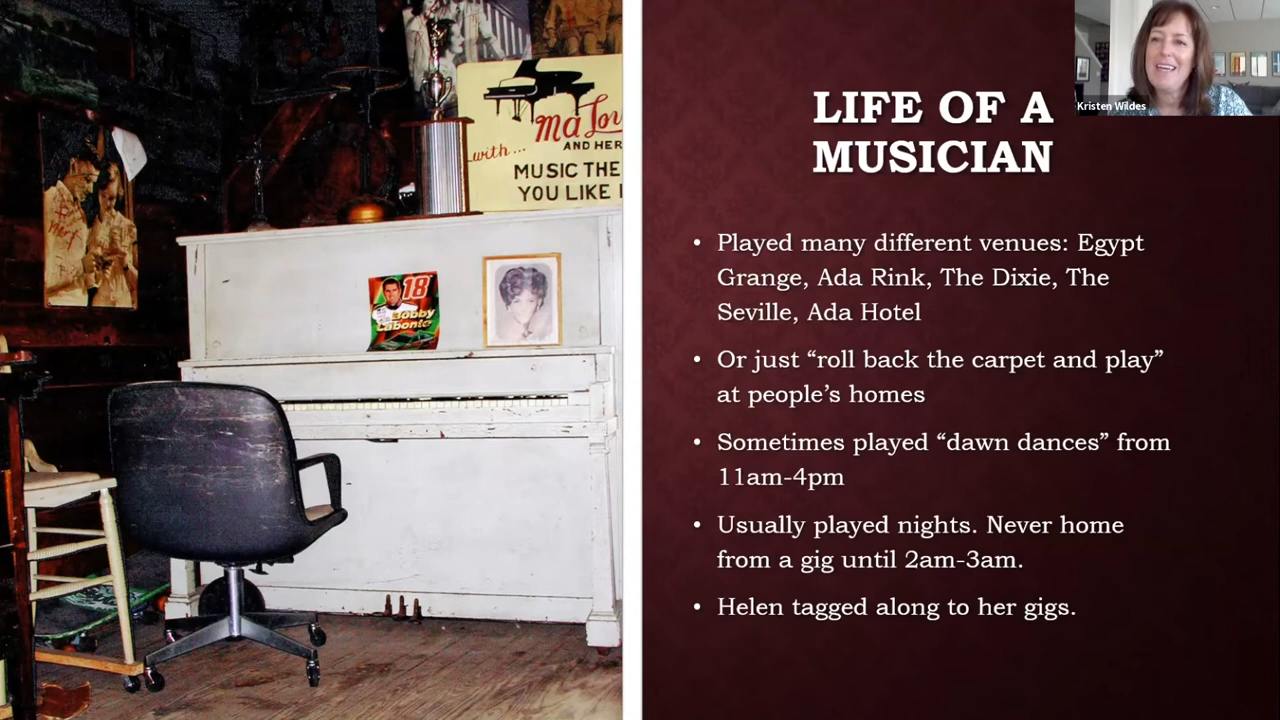 Ma Lou
with...
AND HER
MUSIC THE
YOU LIKE
18
Bobby
Labonte
LIFE OF A
MUSICIAN
Kristen Wildes
• Played many different venues: Egypt
Grange, Ada Rink, The Dixie, The
Seville, Ada Hotel
• Or just “roll back the carpet and play”
at people’s homes
• Sometimes played “dawn dances” from
11am-4pm
• Usually played nights. Never home
from a gig until 2am-3am.
• Helen tagged along to her gigs.